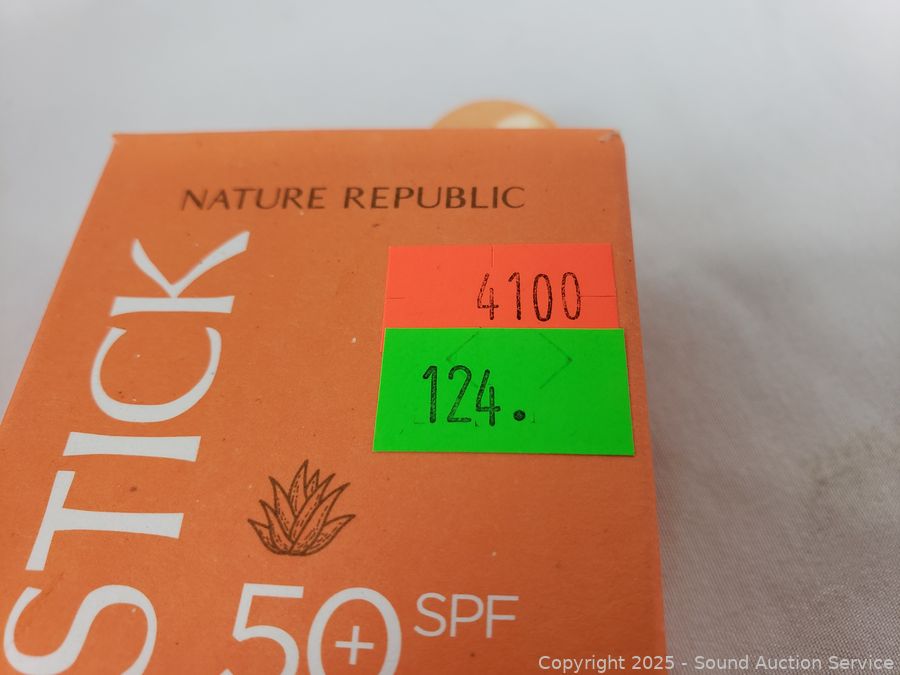 NATURE REPUBLIC
STICK
4100
124.
50+ SPF
Copyright 2025 - Sound Auction Service